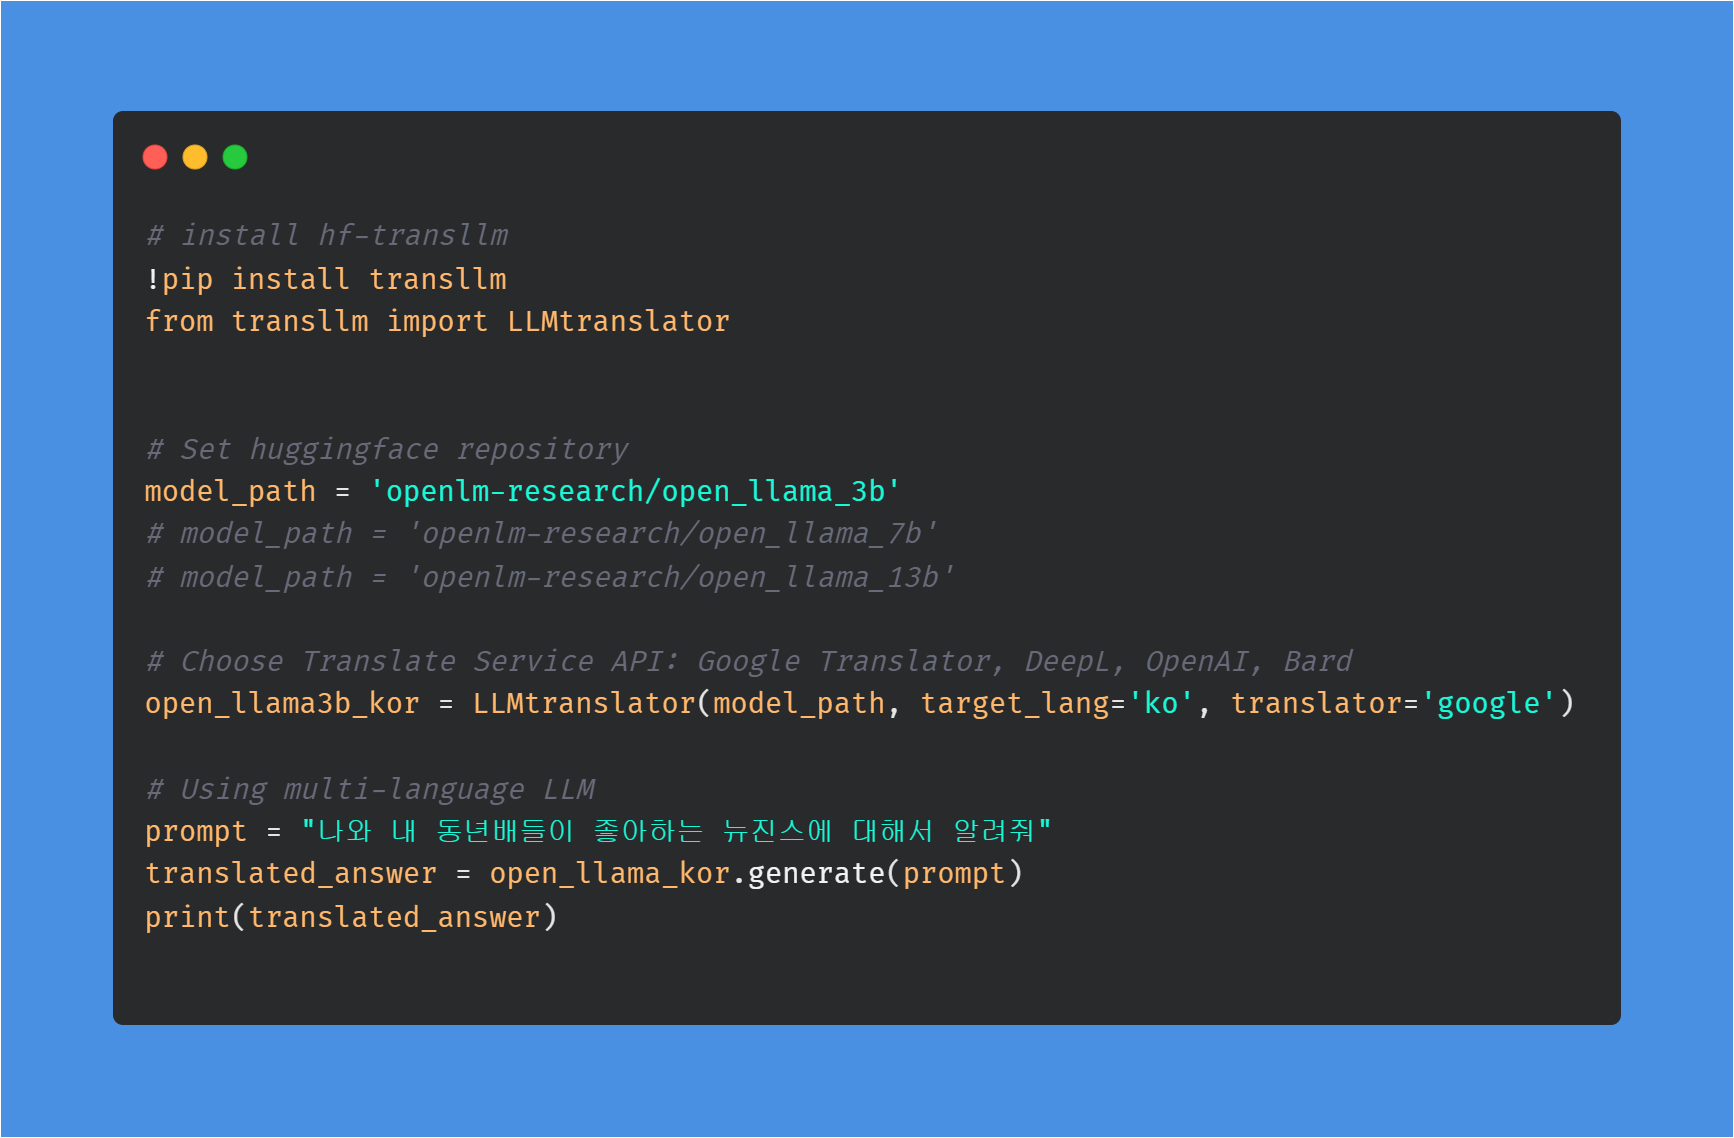 # install hf-transllm
!pip install transllm
from transllm import LLMtranslator
# Set huggingface repository
model_path = 'openlm-research/open_llama_3b'
# model_path = 'openlm-research/open_llama_7b'
# model_path = 'openlm-research/open_llama_13b'
# Choose Translate Service API: Google Translator, DeepL, OpenAI, Bard
open_llama3b_kor = LLMtranslator(model_path, target_lang='ko', translator='google')
# Using multi-language LLM
prompt = "나와 내 동년배들이 좋아하는 뉴진스에 대해서 알려줘"
translated_answer = open_llama_kor.generate(prompt)
print(translated_answer)